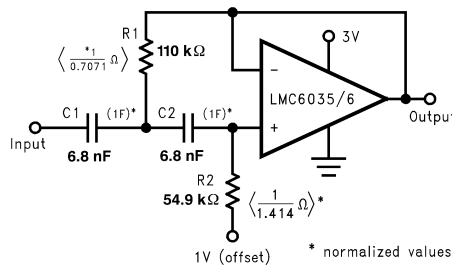 R1
110 kΩ
⟨ *1 / 0.7071 Ω ⟩
3V
−
LMC6035/6
+
Output
C1 (1F)*
C2 (1F)*
Input
6.8 nF
6.8 nF
R2
54.9 kΩ
⟨ 1 / 1.414 Ω ⟩*
1V (offset)
* normalized values